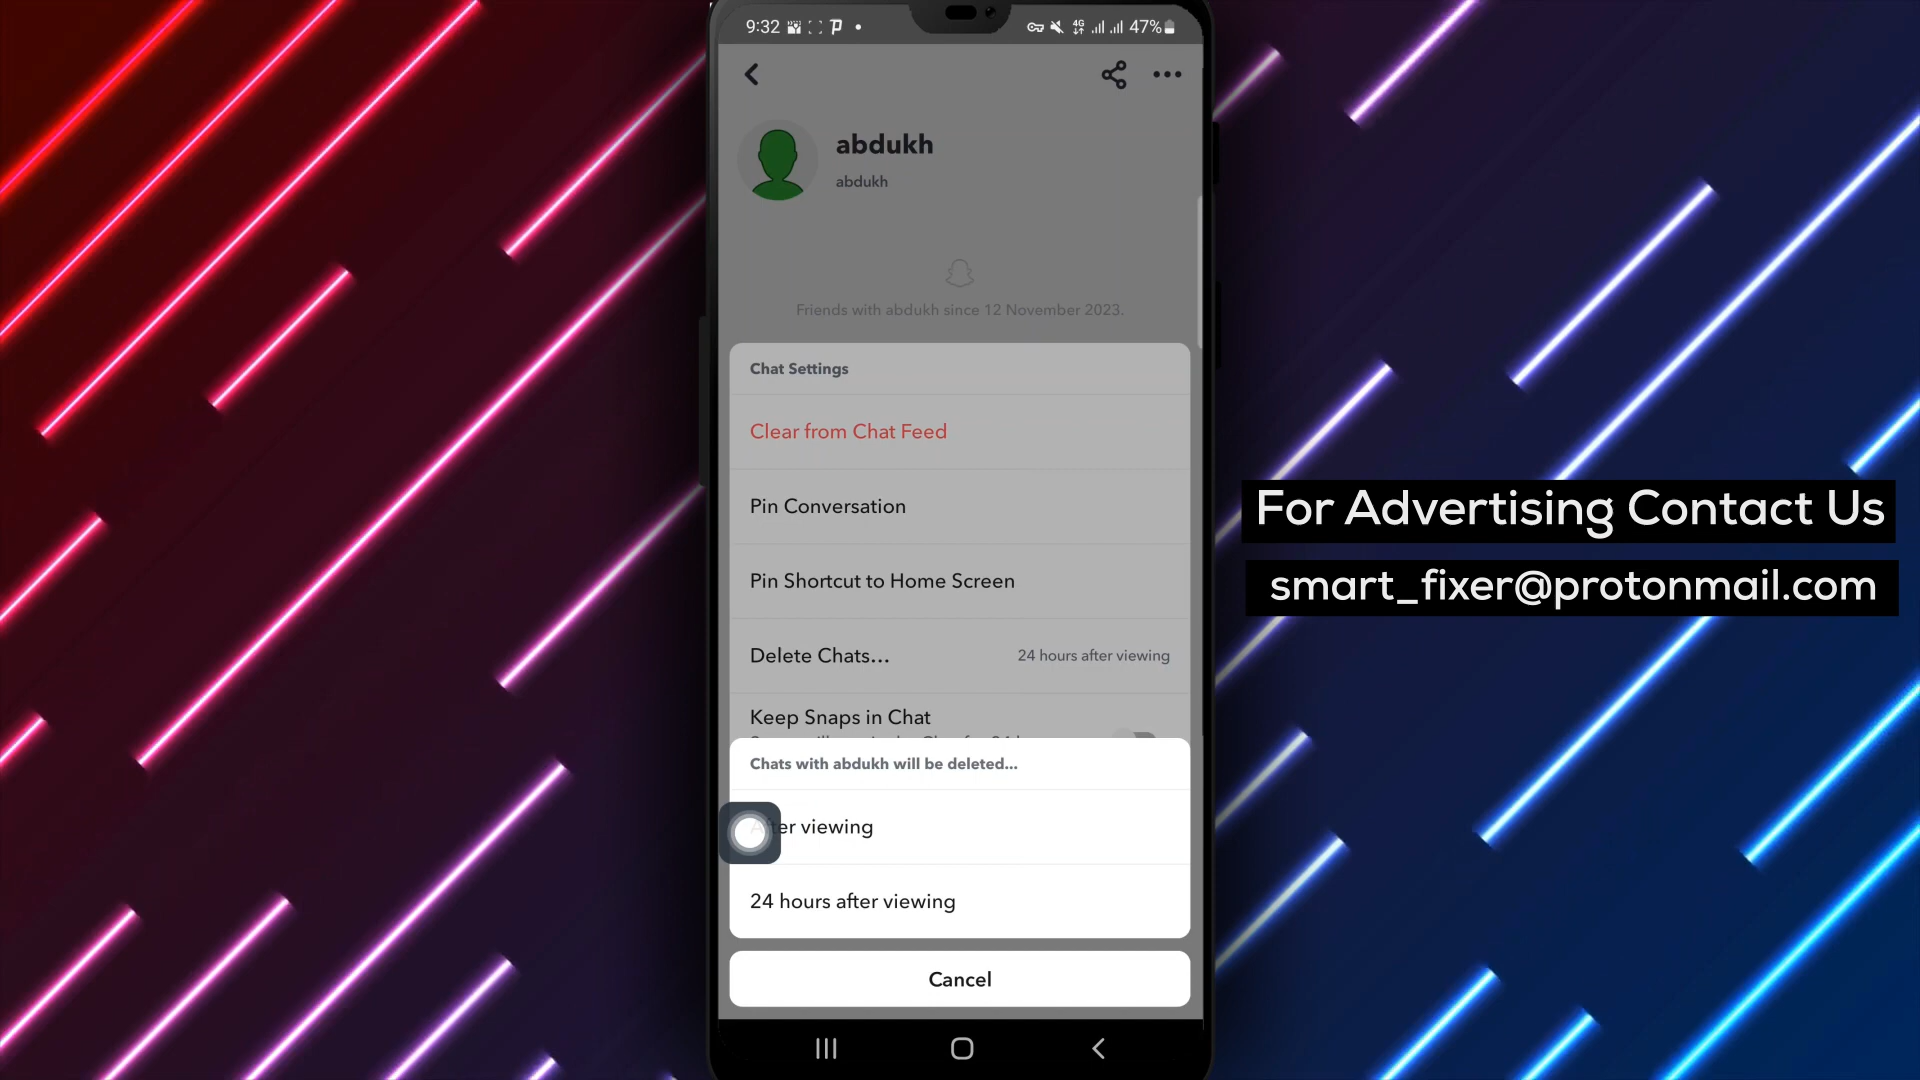 9:32
4G
47%
abdukh
abdukh
Friends with abdukh since 12 November 2023.
Chat Settings
Clear from Chat Feed
Pin Conversation
Pin Shortcut to Home Screen
Delete Chats...
24 hours after viewing
Keep Snaps in Chat
Chats with abdukh will be deleted...
After viewing
24 hours after viewing
Cancel
For Advertising Contact Us
smart_fixer@protonmail.com